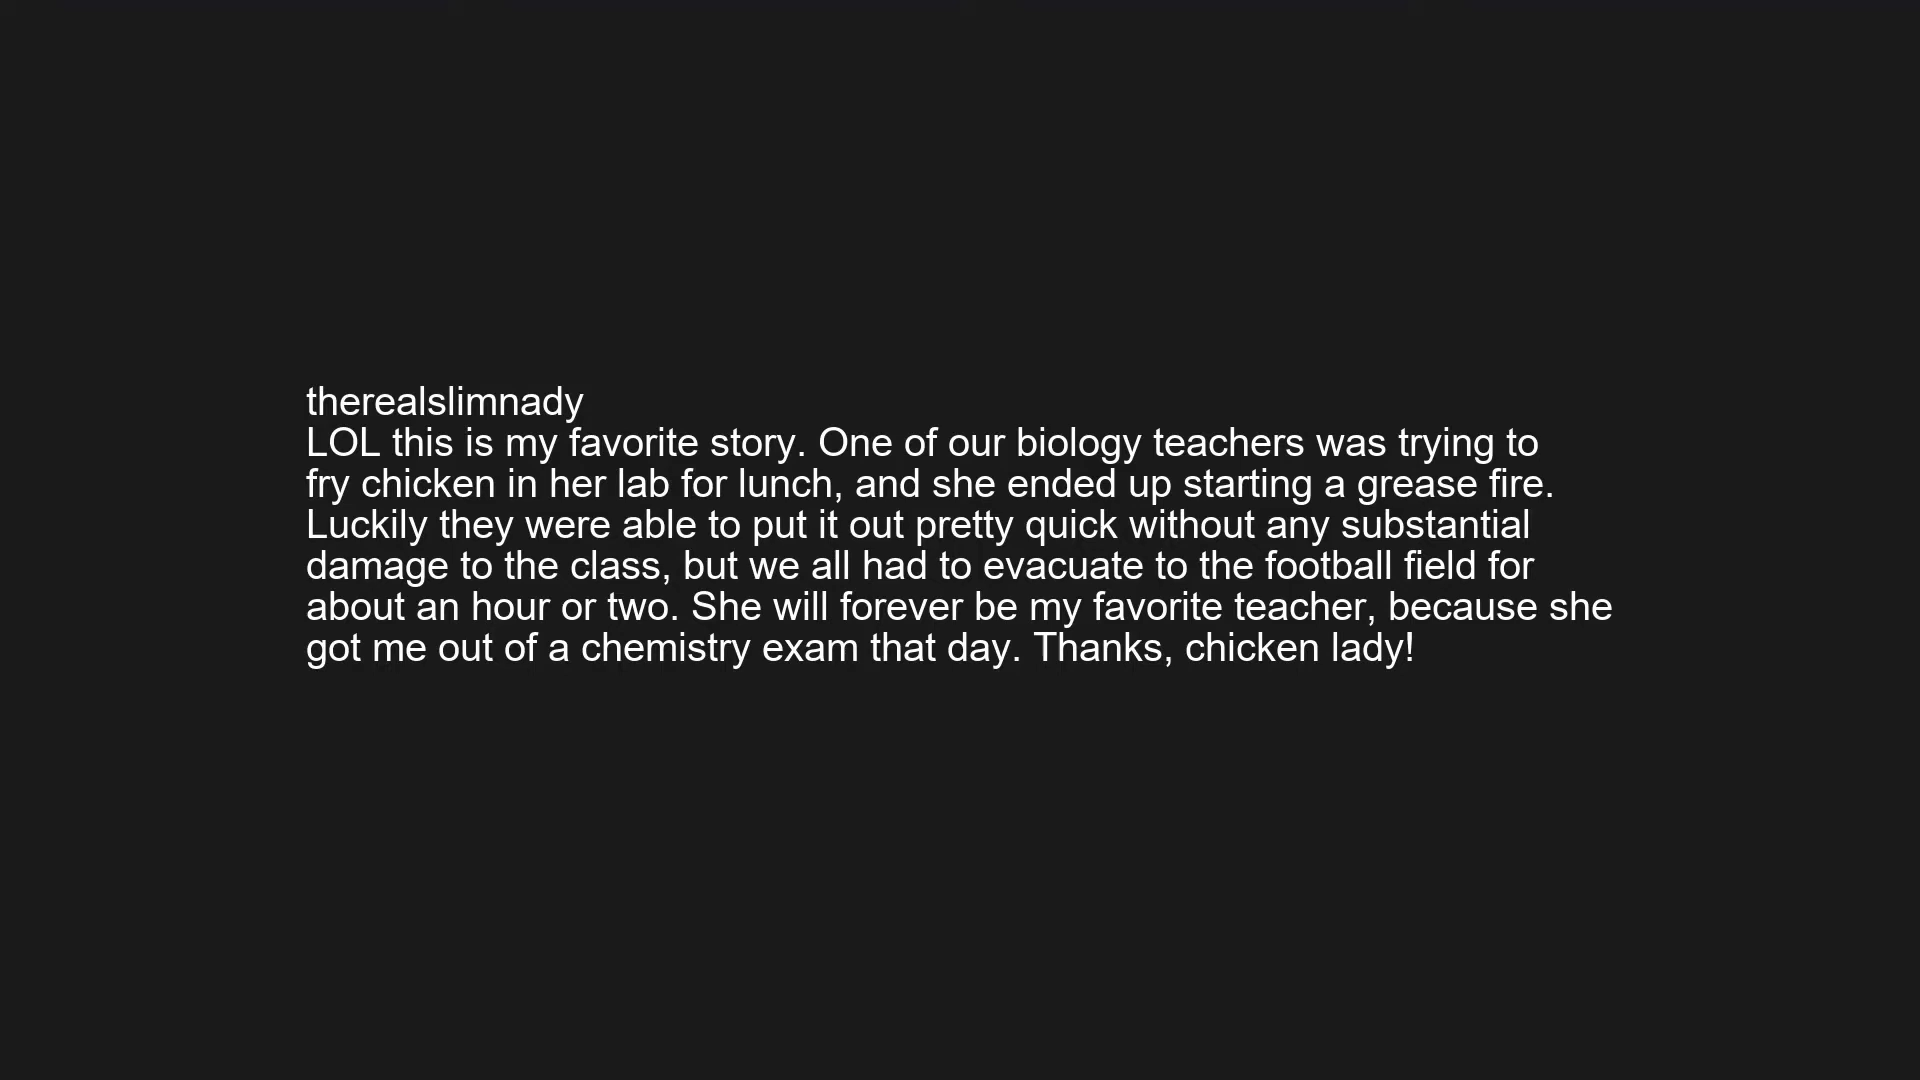 therealslimnady
LOL this is my favorite story. One of our biology teachers was trying to
fry chicken in her lab for lunch, and she ended up starting a grease fire.
Luckily they were able to put it out pretty quick without any substantial
damage to the class, but we all had to evacuate to the football field for
about an hour or two. She will forever be my favorite teacher, because she
got me out of a chemistry exam that day. Thanks, chicken lady!